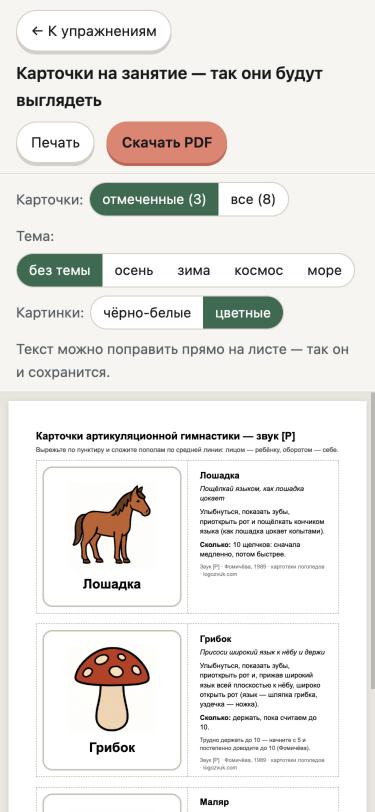 ← К упражнениям
Карточки на занятие — так они будут
выглядеть
Печать
Скачать PDF
Карточки: отмеченные (3) все (8)
Тема:
без темы осень зима космос море
Картинки: чёрно-белые цветные
Текст можно поправить прямо на листе — так он
и сохранится.
Карточки артикуляционной гимнастики — звук [Р]
Вырежьте по пунктиру и сложите пополам по средней линии: лицом — ребёнку, оборотом — себе.
Лошадка
Лошадка
Пощёлкай языком, как лошадка
цокает
Улыбнуться, показать зубы,
приоткрыть рот и пощёлкать кончиком
языка (как лошадка цокает копытами).
Сколько: 10 щелчков: сначала
медленно, потом быстрее.
Звук [Р] · Фомичёва, 1989 · картотеки логопедов
· logozvuk.com
Грибок
Грибок
Присоси широкий язык к нёбу и держи
Улыбнуться, показать зубы,
приоткрыть рот и, прижав широкий
язык всей плоскостью к нёбу, широко
открыть рот (язык — шляпка грибка,
уздечка — ножка).
Сколько: держать, пока считаем до
10.
Трудно держать до 10 — начните с 5 и
постепенно доводите до 10 (Фомичёва).
Звук [Р] · Фомичёва, 1989 · картотеки логопедов
· logozvuk.com
Маляр